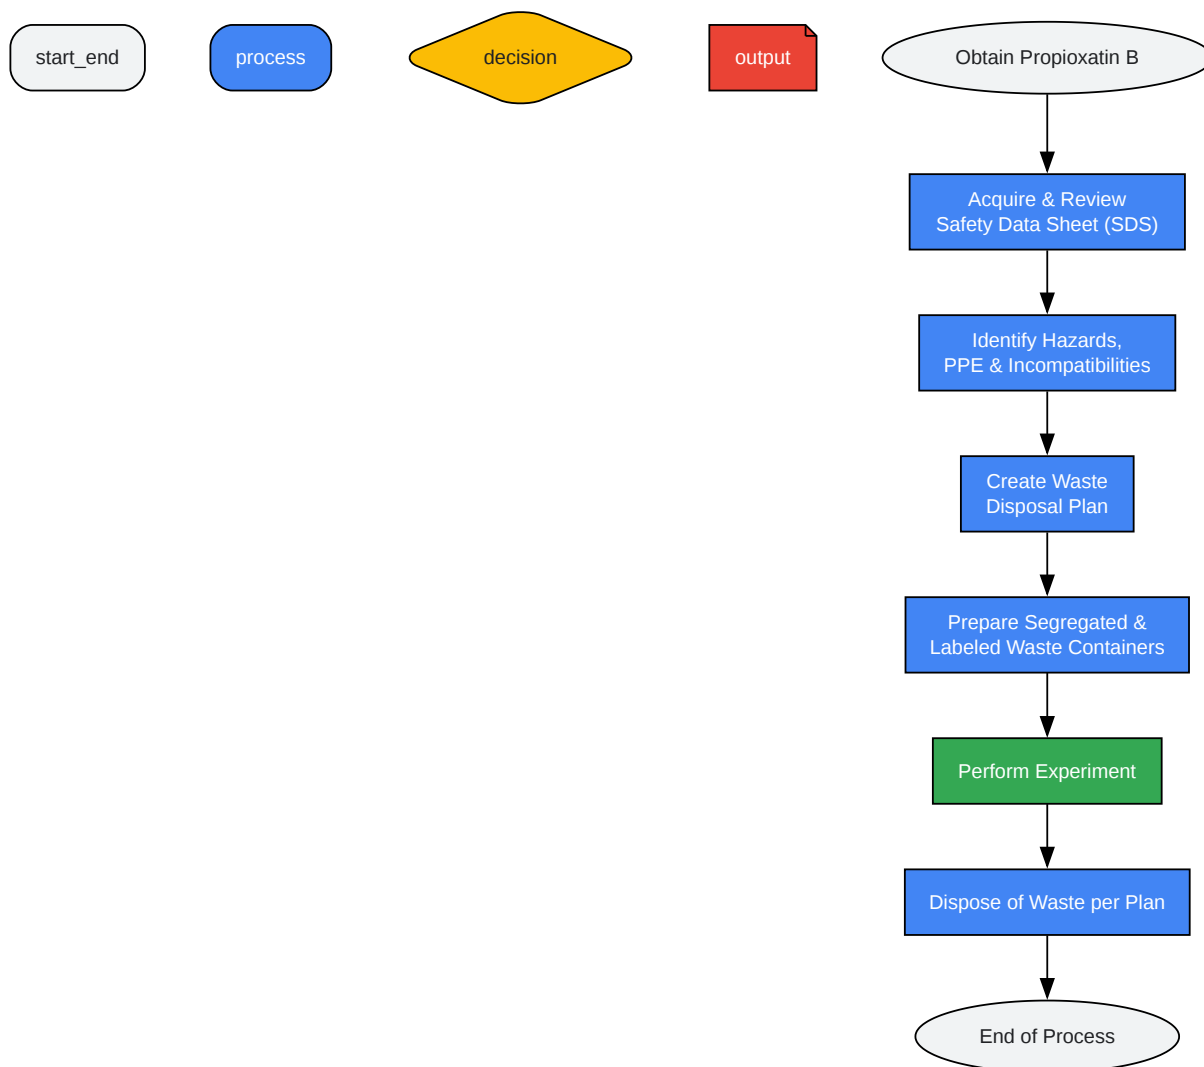 start_end
process
decision
output
Obtain Propioxatin B
Acquire & Review
Safety Data Sheet (SDS)
Identify Hazards,
PPE & Incompatibilities
Create Waste
Disposal Plan
Prepare Segregated &
Labeled Waste Containers
Perform Experiment
Dispose of Waste per Plan
End of Process